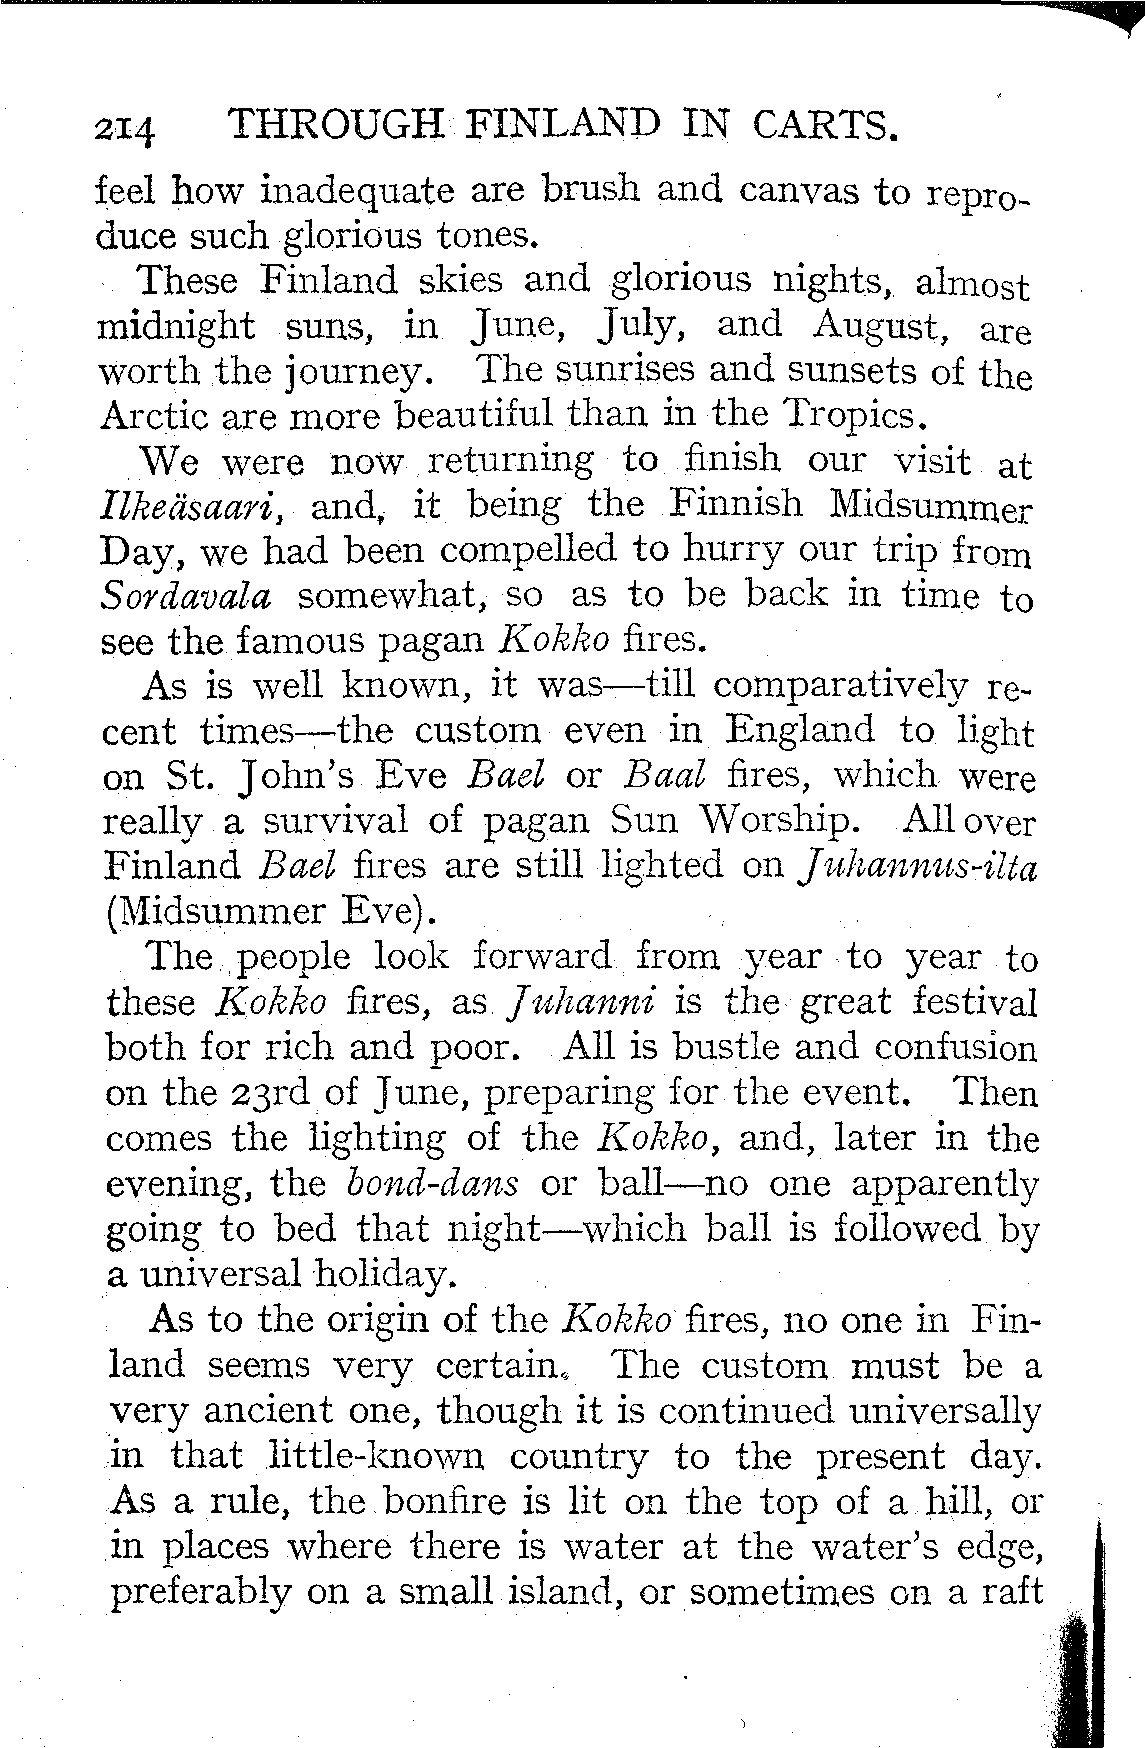 214 THROUGH FINLAND IN CARTS.
feel how inadequate are brush and canvas to repro-
duce such glorious tones.
These Finland skies and glorious nights, almost
midnight suns, in June, July, and August, are
worth the journey. The sunrises and sunsets of the
Arctic are more beautiful than in the Tropics.
We were now returning to finish our visit at
Ilkeäsaari, and, it being the Finnish Midsummer
Day, we had been compelled to hurry our trip from
Sordavala somewhat, so as to be back in time to
see the famous pagan Kokko fires.
As is well known, it was—till comparatively re-
cent times—the custom even in England to light
on St. John's Eve Bael or Baal fires, which were
really a survival of pagan Sun Worship. All over
Finland Bael fires are still lighted on Juhannus-ilta
(Midsummer Eve).
The people look forward from year to year to
these Kokko fires, as Juhanni is the great festival
both for rich and poor. All is bustle and confusion
on the 23rd of June, preparing for the event. Then
comes the lighting of the Kokko, and, later in the
evening, the bond-dans or ball—no one apparently
going to bed that night—which ball is followed by
a universal holiday.
As to the origin of the Kokko fires, no one in Fin-
land seems very certain. The custom must be a
very ancient one, though it is continued universally
in that little-known country to the present day.
As a rule, the bonfire is lit on the top of a hill, or
in places where there is water at the water's edge,
preferably on a small island, or sometimes on a raft